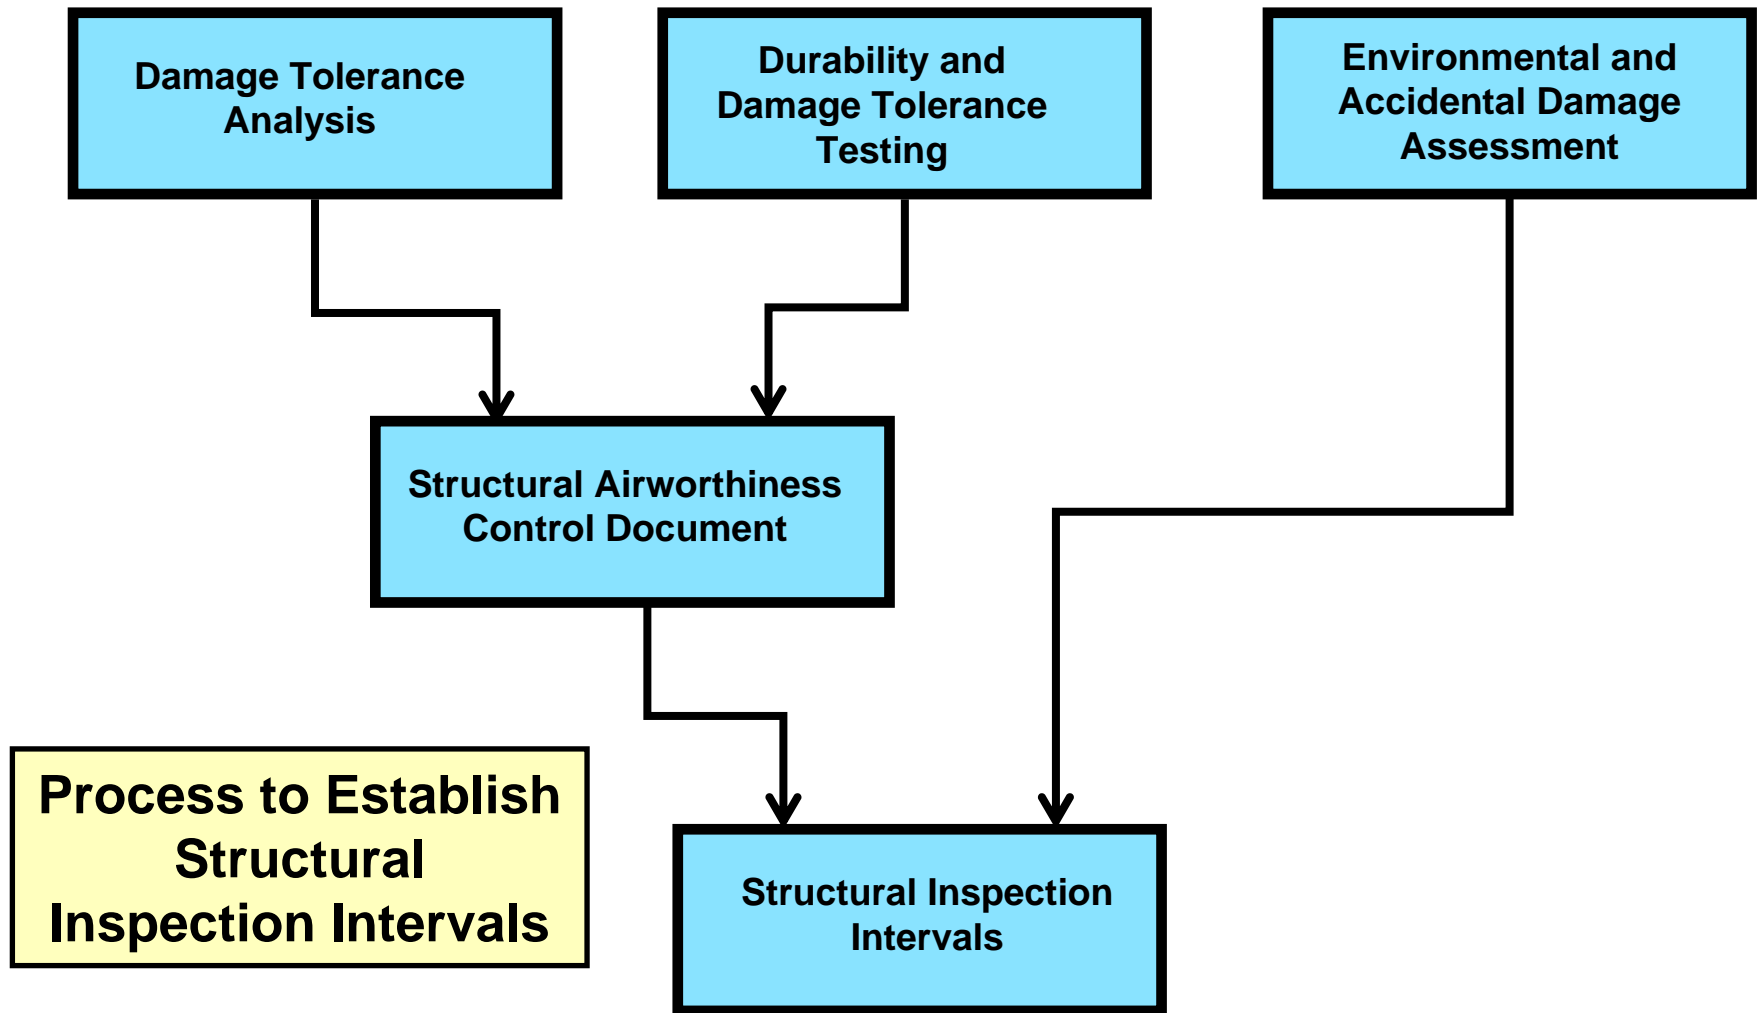 Damage Tolerance
Analysis
Durability and
Damage Tolerance
Testing
Environmental and
Accidental Damage
Assessment
Structural Airworthiness
Control Document
Process to Establish
Structural
Inspection Intervals
Structural Inspection
Intervals